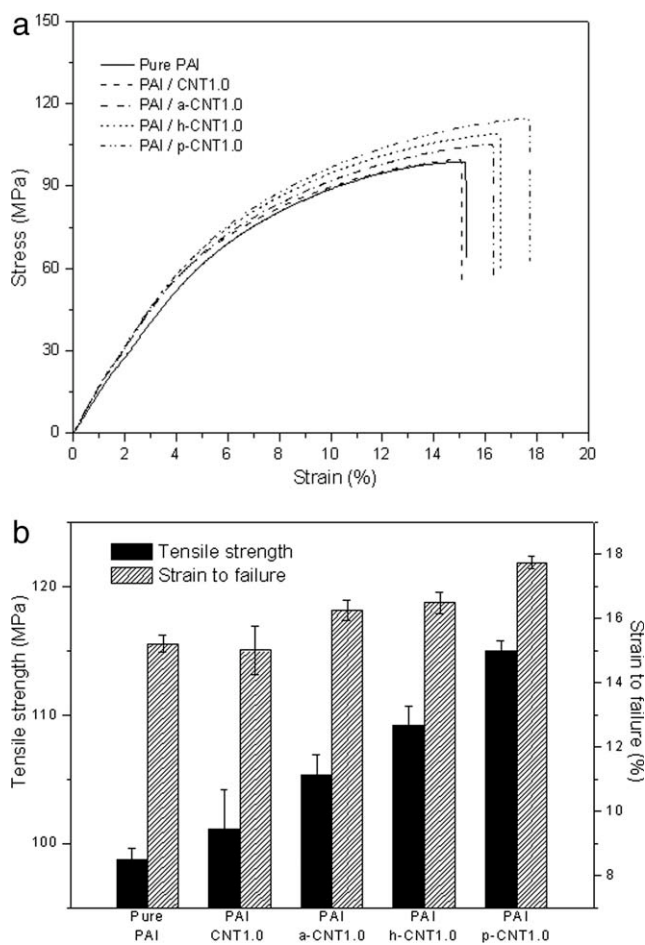 a
150
120
90
60
30
0
Stress (MPa)
Pure PAI
PAI / CNT1.0
PAI / a-CNT1.0
PAI / h-CNT1.0
PAI / p-CNT1.0
0 2 4 6 8 10 12 14 16 18 20
Strain (%)
b
Tensile strength
Strain to failure
120
110
100
Tensile strength (MPa)
18
16
14
12
10
8
Strain to failure
(%)
Pure PAI PAI PAI PAI
PAI CNT1.0 a-CNT1.0 h-CNT1.0 p-CNT1.0